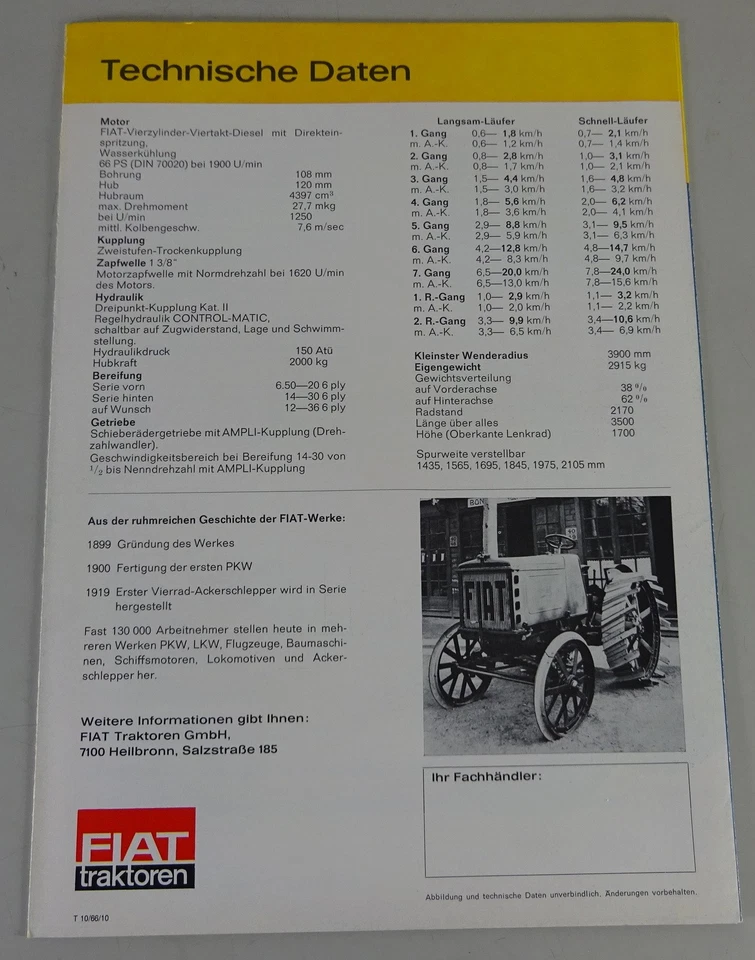 Technische Daten
Motor
FIAT-Vierzylinder-Viertakt-Diesel mit Direktein-
spritzung.
Wasserkühlung
66 PS (DIN 70020) bei 1900 U/min
Bohrung 108 mm
Hub 120 mm
Hubraum 4397 cm³
max. Drehmoment 27,7 mkg
bei U/min 1250
mittl. Kolbengeschw. 7,6 m/sec
Kupplung
Zweistufen-Trockenkupplung
Zapfwelle 1 3/8"
Motorzapfwelle mit Normdrehzahl bei 1620 U/min
des Motors.
Hydraulik
Dreipunkt-Kupplung Kat. II
Regelhydraulik CONTROL-MATIC,
schaltbar auf Zugwiderstand, Lage und Schwimm-
stellung.
Hydraulikdruck 150 Atü
Hubkraft 2000 kg
Bereifung
Serie vorn 6.50—20 6 ply
Serie hinten 14—30 6 ply
auf Wunsch 12—36 6 ply
Getriebe
Schieberädergetriebe mit AMPLI-Kupplung (Dreh-
zahlwandler).
Geschwindigkeitsbereich bei Bereifung 14-30 von
1/2 bis Nenndrehzahl mit AMPLI-Kupplung
Langsam-Läufer Schnell-Läufer
1. Gang 0,6— 1,8 km/h 0,7— 2,1 km/h
m. A.-K. 0,6— 1,2 km/h 0,7— 1,4 km/h
2. Gang 0,8— 2,8 km/h 1,0— 3,1 km/h
m. A.-K. 0,8— 1,7 km/h 1,0— 2,1 km/h
3. Gang 1,5— 4,4 km/h 1,6— 4,8 km/h
m. A.-K. 1,5— 3,0 km/h 1,6— 3,2 km/h
4. Gang 1,8— 5,6 km/h 2,0— 6,2 km/h
m. A.-K. 1,8— 3,6 km/h 2,0— 4,1 km/h
5. Gang 2,9— 8,8 km/h 3,1— 9,5 km/h
m. A.-K. 2,9— 5,9 km/h 3,1— 6,3 km/h
6. Gang 4,2—12,8 km/h 4,8—14,7 km/h
m. A.-K. 4,2— 8,3 km/h 4,8— 9,7 km/h
7. Gang 6,5—20,0 km/h 7,8—24,0 km/h
m. A.-K. 6,5—13,0 km/h 7,8—15,6 km/h
1. R.-Gang 1,0— 2,9 km/h 1,1— 3,2 km/h
m. A.-K. 1,0— 2,0 km/h 1,1— 2,2 km/h
2. R.-Gang 3,3— 9,9 km/h 3,4—10,6 km/h
m. A.-K. 3,3— 6,5 km/h 3,4— 6,9 km/h
Kleinster Wenderadius 3900 mm
Eigengewicht 2915 kg
Gewichtsverteilung
auf Vorderachse 38 %
auf Hinterachse 62 %
Radstand 2170
Länge über alles 3500
Höhe (Oberkante Lenkrad) 1700
Spurweite verstellbar
1435, 1565, 1695, 1845, 1975, 2105 mm
Aus der ruhmreichen Geschichte der FIAT-Werke:
1899 Gründung des Werkes
1900 Fertigung der ersten PKW
1919 Erster Vierrad-Ackerschlepper wird in Serie
hergestellt
Fast 130 000 Arbeitnehmer stellen heute in meh-
reren Werken PKW, LKW, Flugzeuge, Baumaschi-
nen, Schiffsmotoren, Lokomotiven und Acker-
schlepper her.
Weitere Informationen gibt Ihnen:
FIAT Traktoren GmbH,
7100 Heilbronn, Salzstraße 185
FIAT
Ihr Fachhändler:
FIAT
traktoren
Abbildung und technische Daten unverbindlich. Änderungen vorbehalten.
T 10/66/10